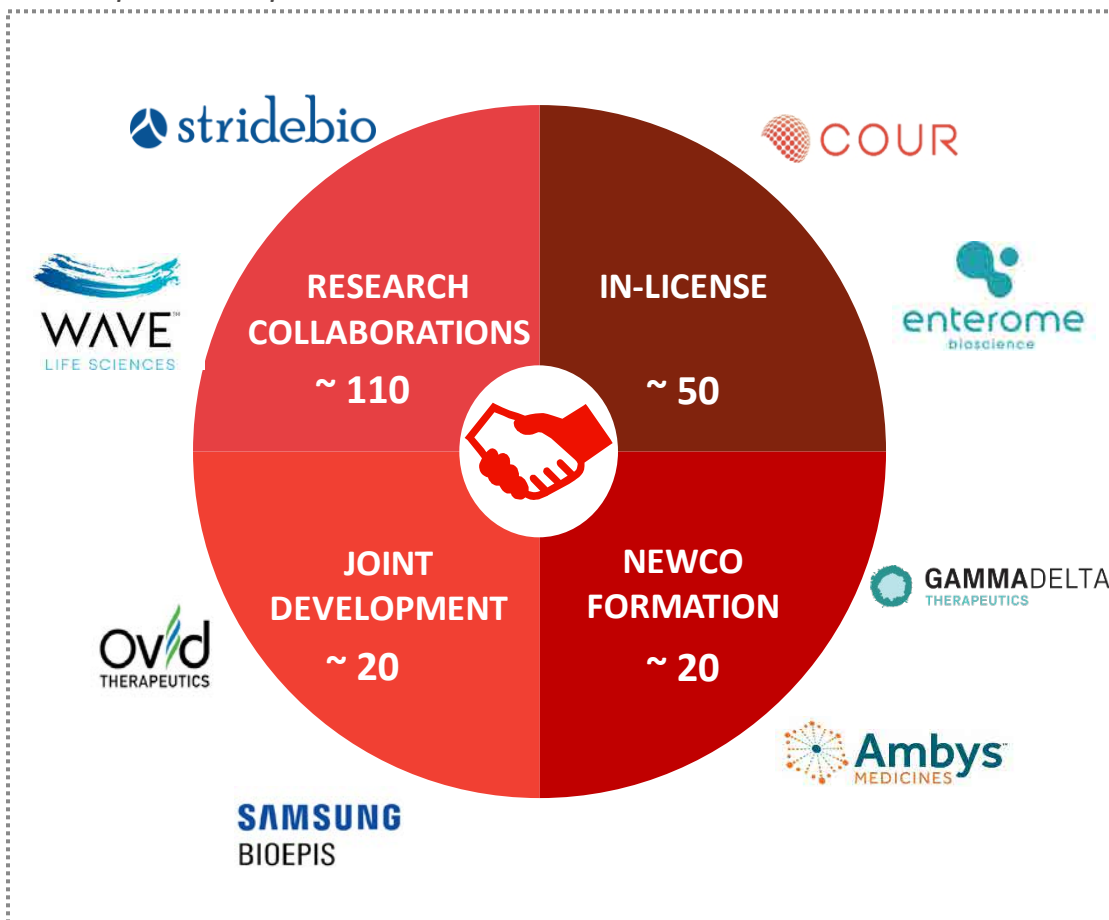 stridebio
COUR
WAVE™
LIFE SCIENCES
enterome
bioscience
RESEARCH
COLLABORATIONS
~ 110
IN-LICENSE
~ 50
JOINT
DEVELOPMENT
~ 20
NEWCO
FORMATION
~ 20
GAMMADELTA
THERAPEUTICS
Ovid
THERAPEUTICS
Ambys
MEDICINES
SAMSUNG
BIOEPIS